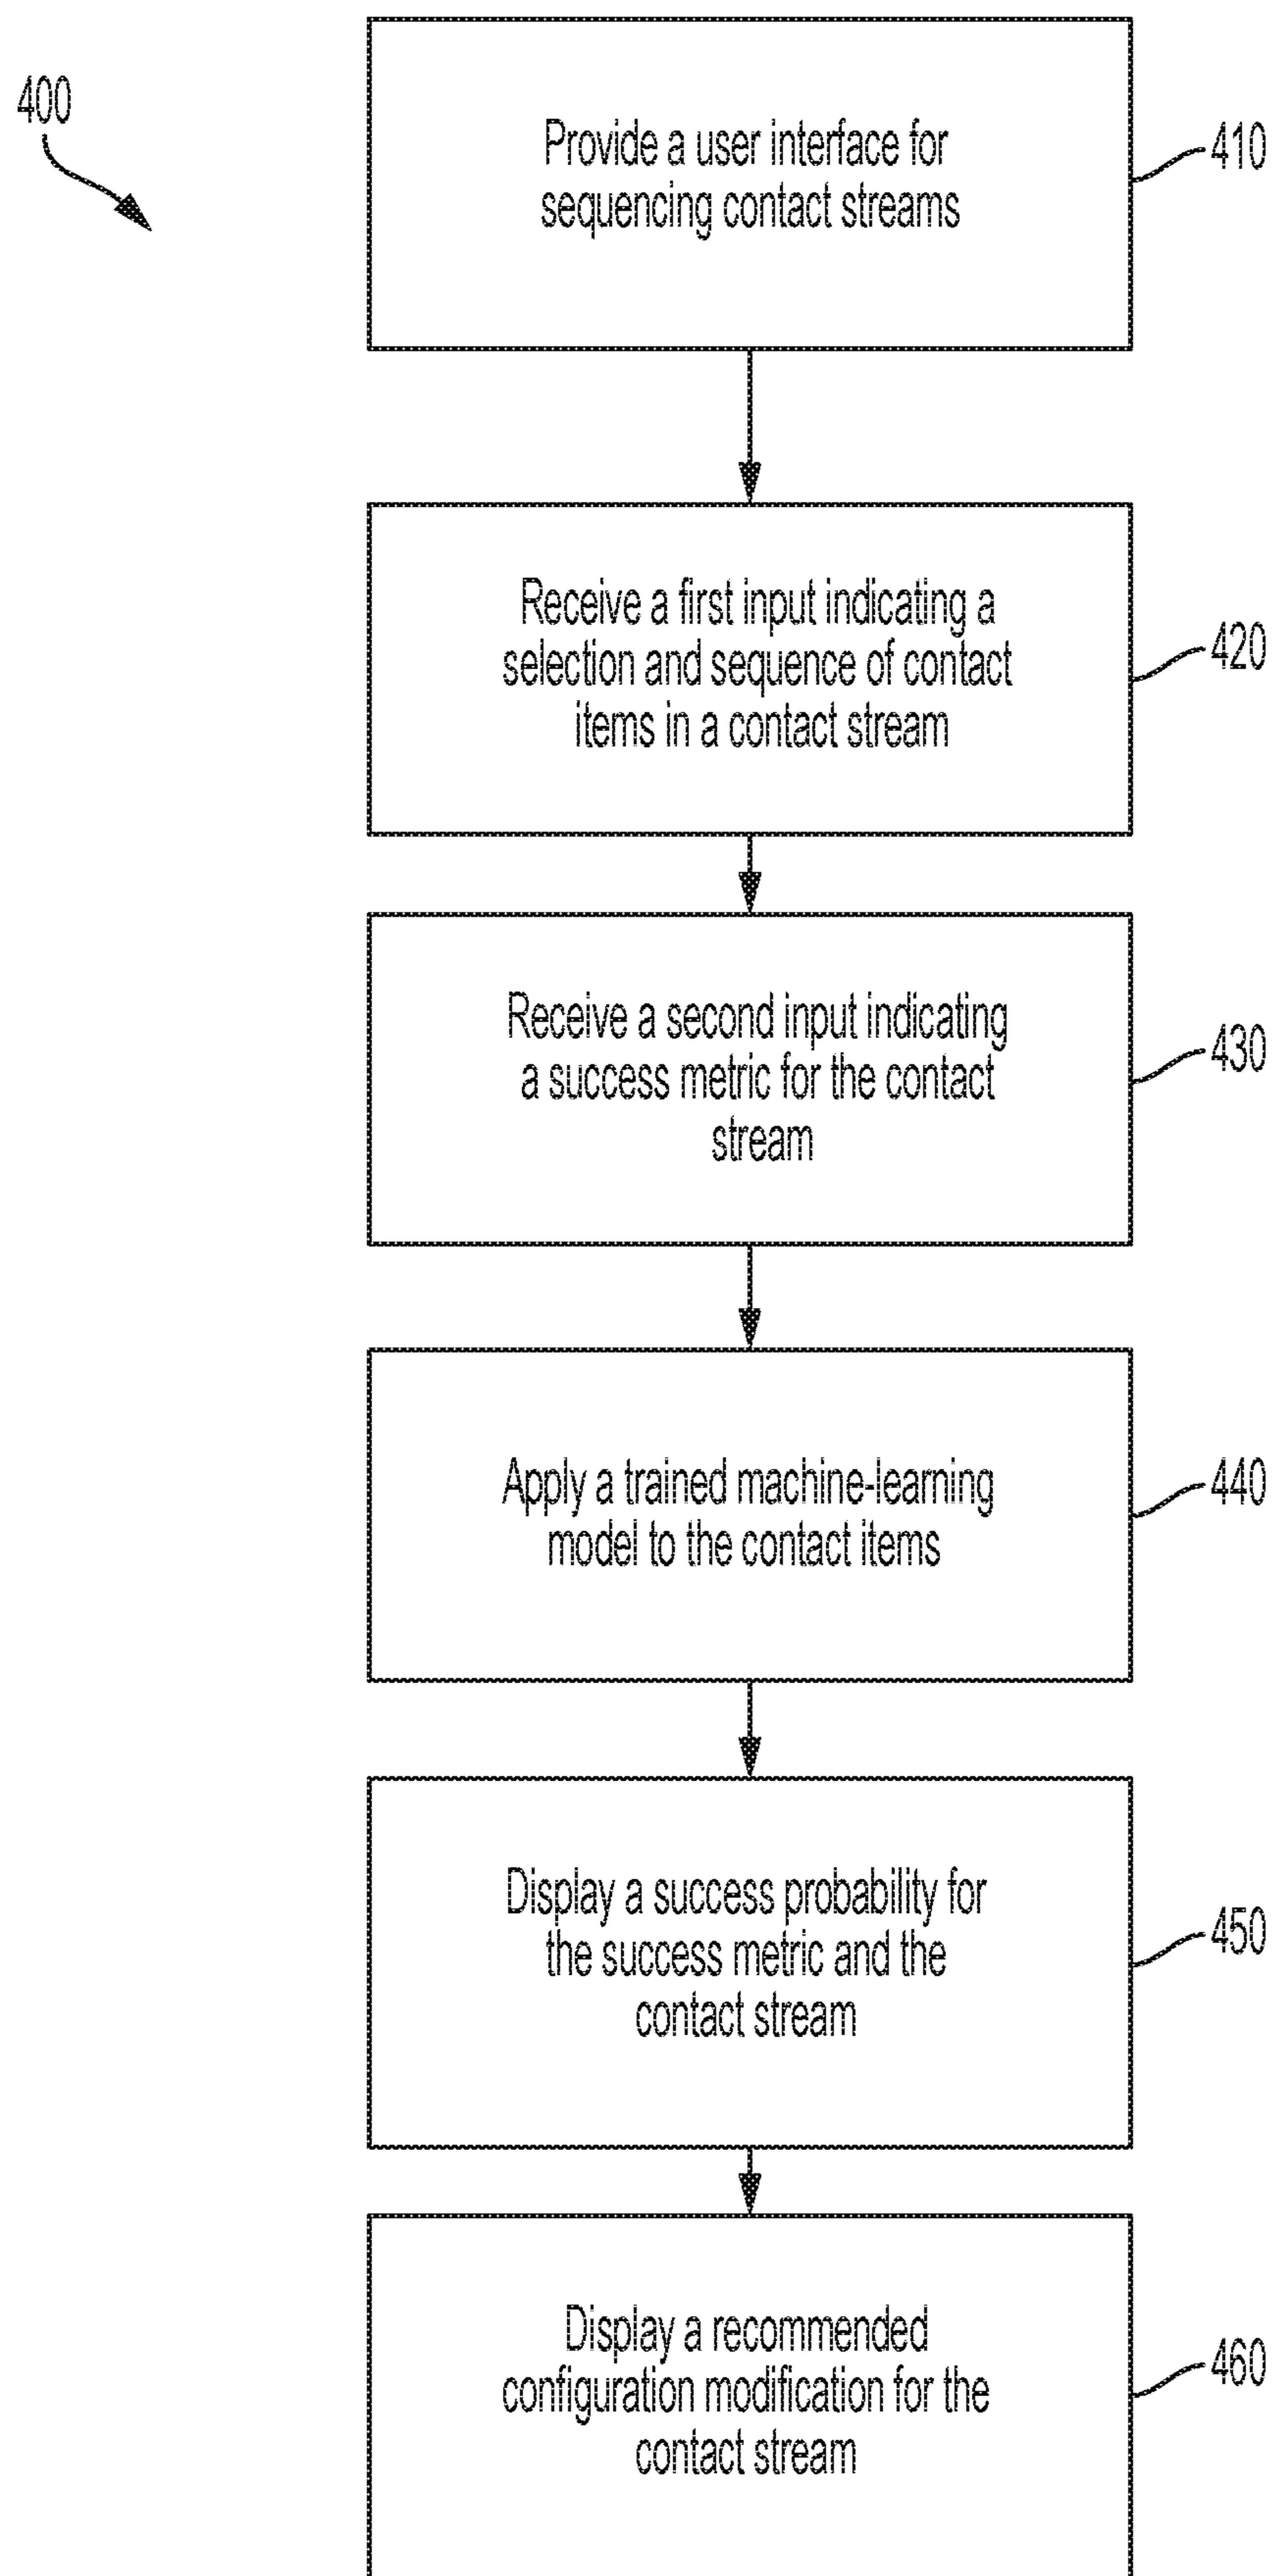 400
Provide a user interface for
sequencing contact streams
410
Receive a first input indicating a
selection and sequence of contact
items in a contact stream
420
Receive a second input indicating
a success metric for the contact
stream
430
Apply a trained machine-learning
model to the contact items
440
Display a success probability for
the success metric and the
contact stream
450
Display a recommended
configuration modification for the
contact stream
460